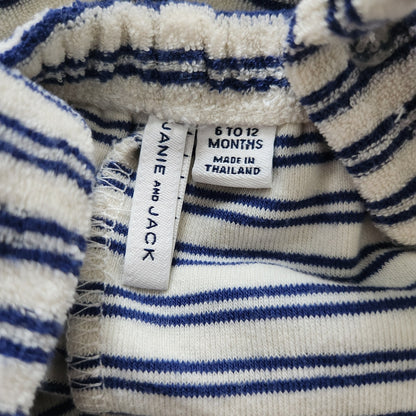 JANIE AND JACK
6 TO 12
MONTHS
MADE IN
THAILAND